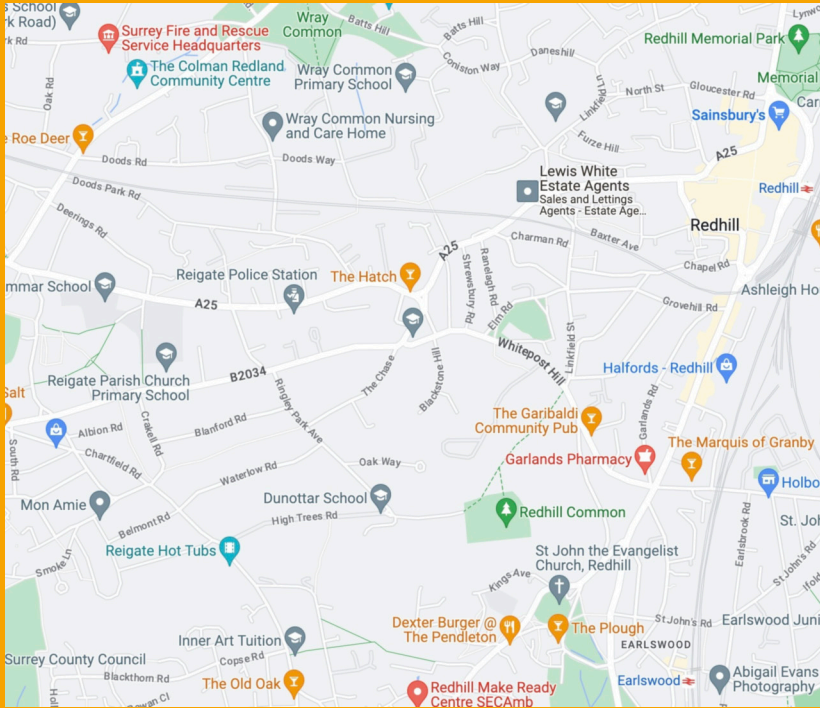 s School
rk Road)
Surrey Fire and Rescue
Service Headquarters
Wray
Common
Batts Hill
Batts Hill
Coniston Way
Daneshill
Linkfield Ln
Redhill Memorial Park
Memorial
The Colman Redland
Community Centre
Wray Common
Primary School
North St
Gloucester Rd
Oak Rd
Sainsbury's
Wray Common Nursing
and Care Home
Furze Hill
e Roe Deer
Doods Rd
Doods Way
A25
Lewis White
Estate Agents
Sales and Lettings
Agents - Estate Age...
Redhill
Doods Park Rd
Deerings Rd
Redhill
Charman Rd
Baxter Ave
Chapel Rd
A25
Reigate Police Station
The Hatch
Shrewsbury Rd
Ranelagh Rd
Elm Rd
mmar School
A25
Ashleigh Ho
Grovehill Rd
Whitepost Hill
Linkfield St
Halfords - Redhill
Reigate Parish Church
Primary School
B2034
The Chase
Blackstone Hill
Ringley Park Ave
Salt
Albion Rd
Crakell Rd
Blanford Rd
Garlands Rd
The Garibaldi
Community Pub
The Marquis of Granby
South Rd
Chartfield Rd
Waterlow Rd
Oak Way
Garlands Pharmacy
Holbo
Mon Amie
Dunottar School
High Trees Rd
Redhill Common
Belmont Rd
St. Joh
Earlsbrook Rd
Reigate Hot Tubs
Smoke Ln
St John the Evangelist
Church, Redhill
Kings Ave
St John's Rd
Ifold
Dexter Burger @
The Pendleton
The Plough
St John's Rd
Earlswood Juni
EARLSWOOD
Inner Art Tuition
Copse Rd
Surrey County Council
Blackthorn Rd
The Old Oak
Earlswood
Abigail Evans
Photography
Redhill Make Ready
Centre SECAmb